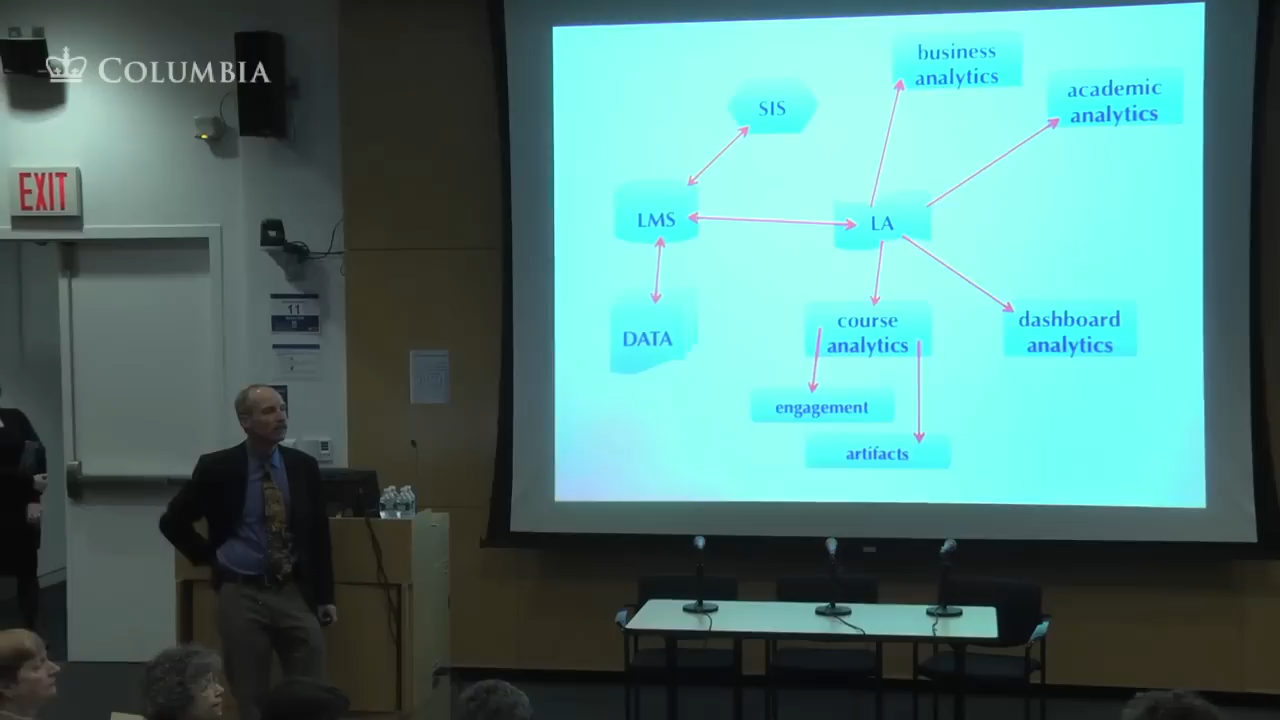 COLUMBIA
EXIT
11
business
analytics
academic
analytics
SIS
LMS
LA
DATA
course
analytics
dashboard
analytics
engagement
artifacts